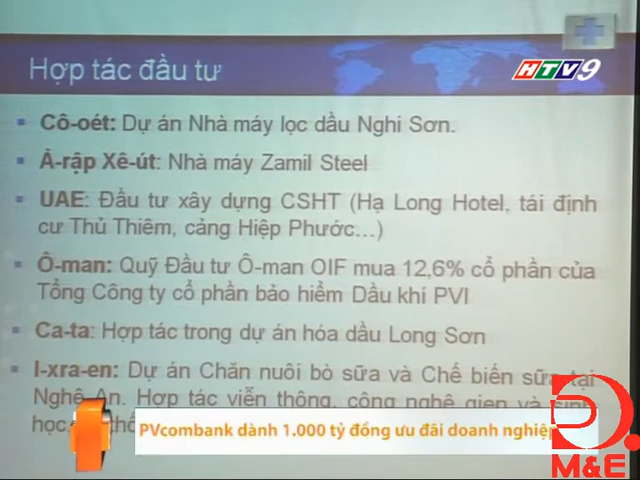 HTV9
Hợp tác đầu tư
Cô-oét: Dự án Nhà máy lọc dầu Nghi Sơn.
Ả-rập Xê-út: Nhà máy Zamil Steel
UAE: Đầu tư xây dựng CSHT (Hạ Long Hotel, tái định
cư Thủ Thiêm, cảng Hiệp Phước...)
Ô-man: Quỹ Đầu tư Ô-man OIF mua 12,6% cổ phần của
Tổng Công ty cổ phần bảo hiểm Dầu khí PVI
Ca-ta: Hợp tác trong dự án hóa dầu Long Sơn
I-xra-en: Dự án Chăn nuôi bò sữa và Chế biến sữa tại
Nghệ An. Hợp tác viễn thông, công nghệ gien và sinh
học,
PVcombank dành 1.000 tỷ đồng ưu đãi doanh nghiệp
M&E